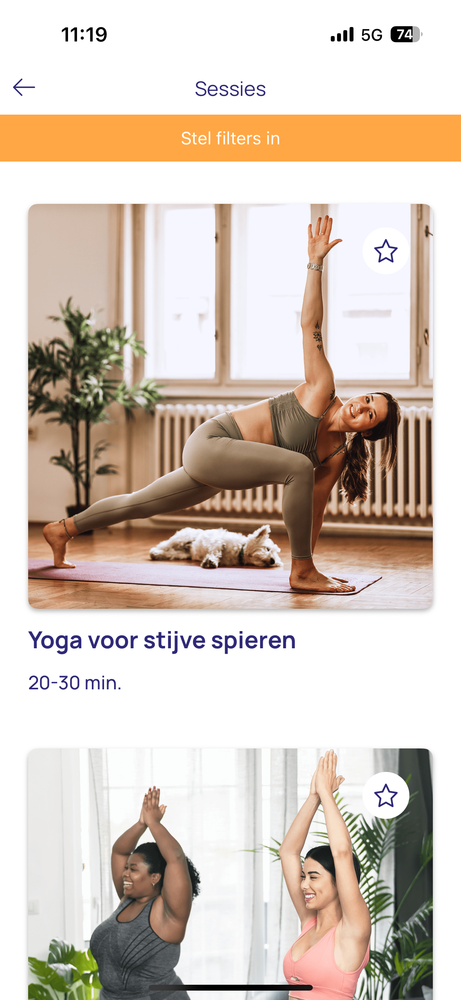 11:19
5G
74
Sessies
Stel filters in
Yoga voor stijve spieren
20-30 min.